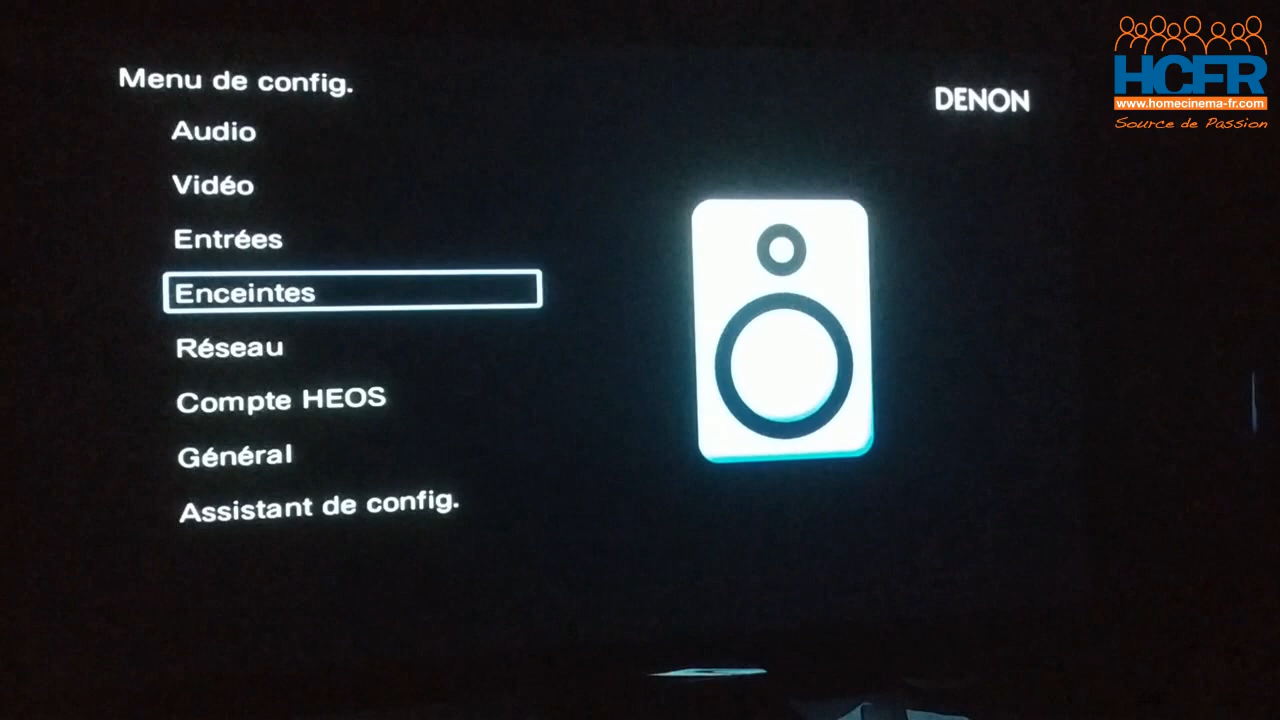 Menu de config.
DENON
Audio
Vidéo
Entrées
Enceintes
Réseau
Compte HEOS
Général
Assistant de config.
HCFR
www.homecinema-fr.com
Source de Passion